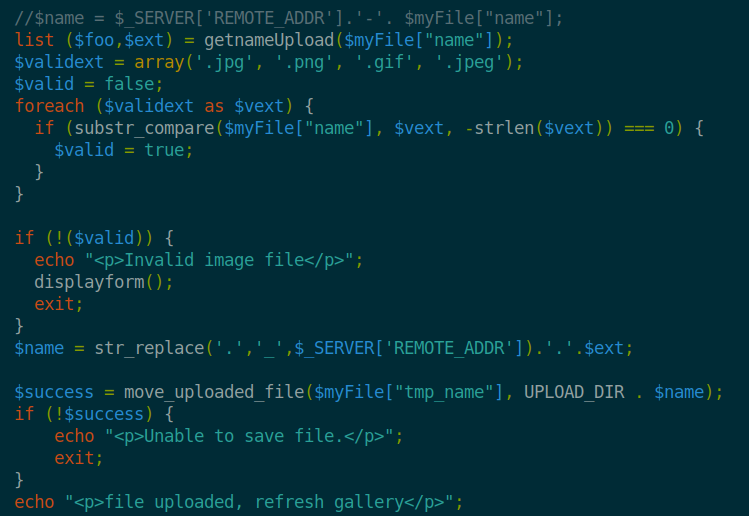 //$name = $_SERVER['REMOTE_ADDR'].'-'. $myFile["name"];
list ($foo,$ext) = getnameUpload($myFile["name"]);
$validext = array('.jpg', '.png', '.gif', '.jpeg');
$valid = false;
foreach ($validext as $vext) {
  if (substr_compare($myFile["name"], $vext, -strlen($vext)) === 0) {
    $valid = true;
  }
}

if (!($valid)) {
  echo "<p>Invalid image file</p>";
  displayform();
  exit;
}
$name = str_replace('.','_',$_SERVER['REMOTE_ADDR']).'.'.$ext;

$success = move_uploaded_file($myFile["tmp_name"], UPLOAD_DIR . $name);
if (!$success) {
    echo "<p>Unable to save file.</p>";
    exit;
}
echo "<p>file uploaded, refresh gallery</p>";